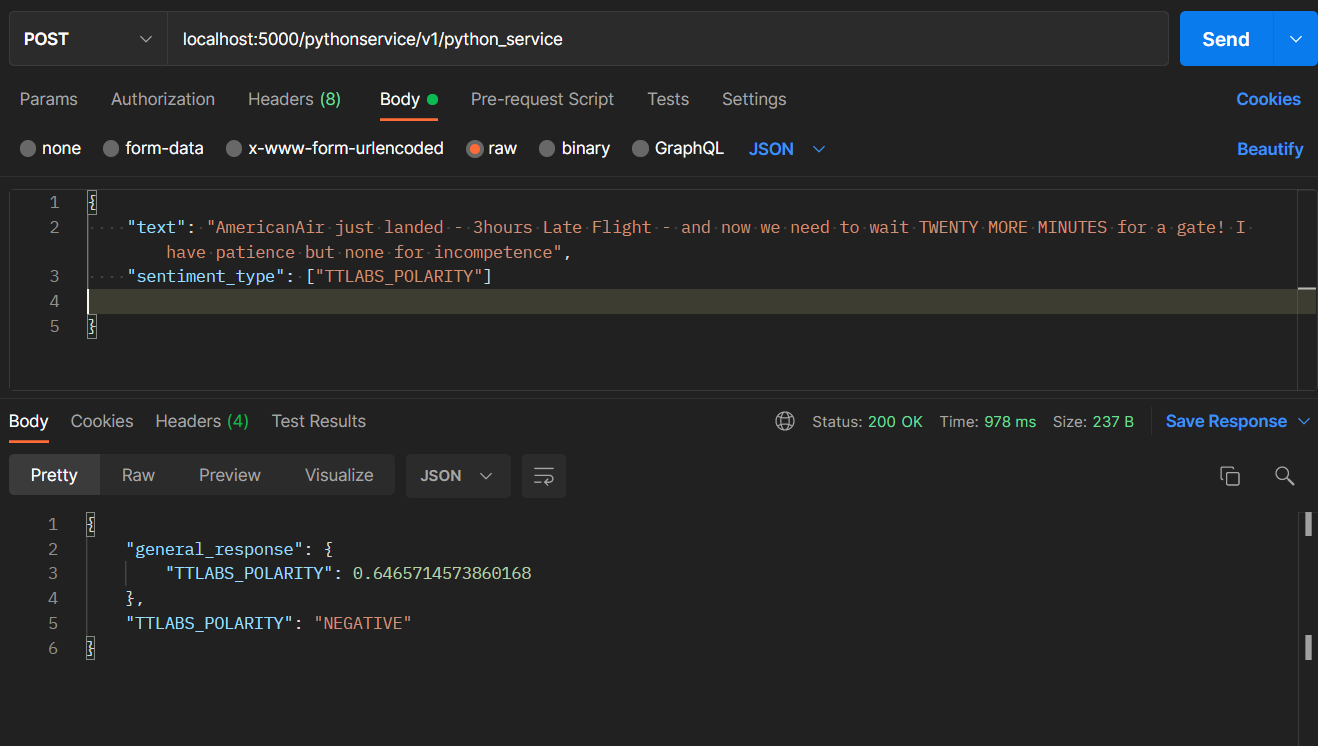 POST localhost:5000/pythonservice/v1/python_service Send
Params Authorization Headers (8) Body Pre-request Script Tests Settings Cookies
none form-data x-www-form-urlencoded raw binary GraphQL JSON Beautify
1 {
2 "text": "AmericanAir just landed - 3hours Late Flight - and now we need to wait TWENTY MORE MINUTES for a gate! I
have patience but none for incompetence",
3 "sentiment_type": ["TTLABS_POLARITY"]
4
5 }
Body Cookies Headers (4) Test Results Status: 200 OK Time: 978 ms Size: 237 B Save Response
Pretty Raw Preview Visualize JSON
1 {
2 "general_response": {
3 "TTLABS_POLARITY": 0.6465714573860168
4 },
5 "TTLABS_POLARITY": "NEGATIVE"
6 }